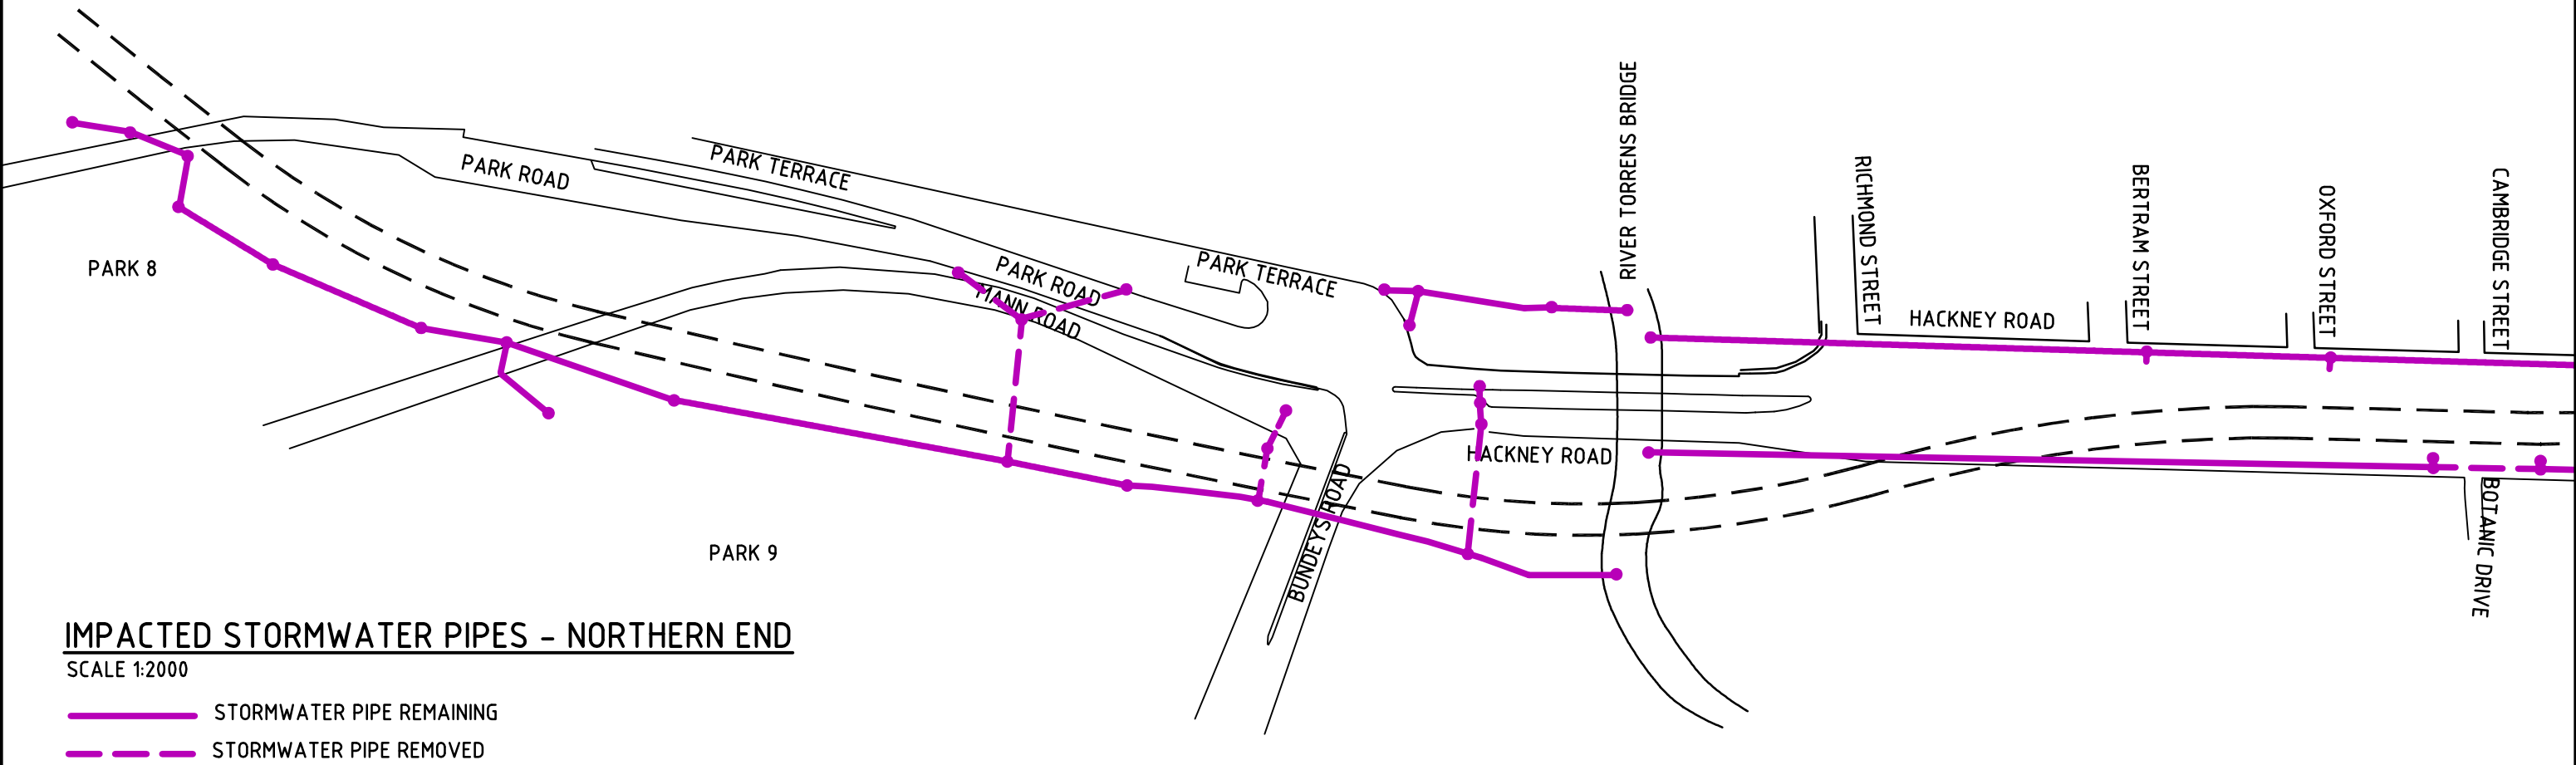 RIVER TORRENS BRIDGE
PARK TERRACE
PARK ROAD
RICHMOND STREET
BERTRAM STREET
OXFORD STREET
CAMBRIDGE STREET
PARK 8
PARK ROAD
MANN ROAD
PARK TERRACE
HACKNEY ROAD
HACKNEY ROAD
BUNDEYS ROAD
BOTANIC DRIVE
PARK 9
IMPACTED STORMWATER PIPES - NORTHERN END
SCALE 1:2000
STORMWATER PIPE REMAINING
STORMWATER PIPE REMOVED